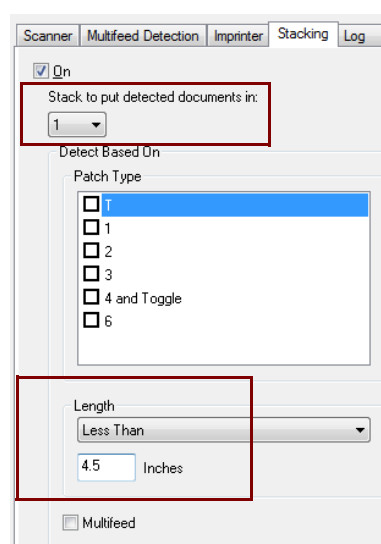 Scanner Multifeed Detection Imprinter Stacking Log
On
Stack to put detected documents in:
1
Detect Based On
Patch Type
T
1
2
3
4 and Toggle
6
Length
Less Than
4.5 Inches
Multifeed